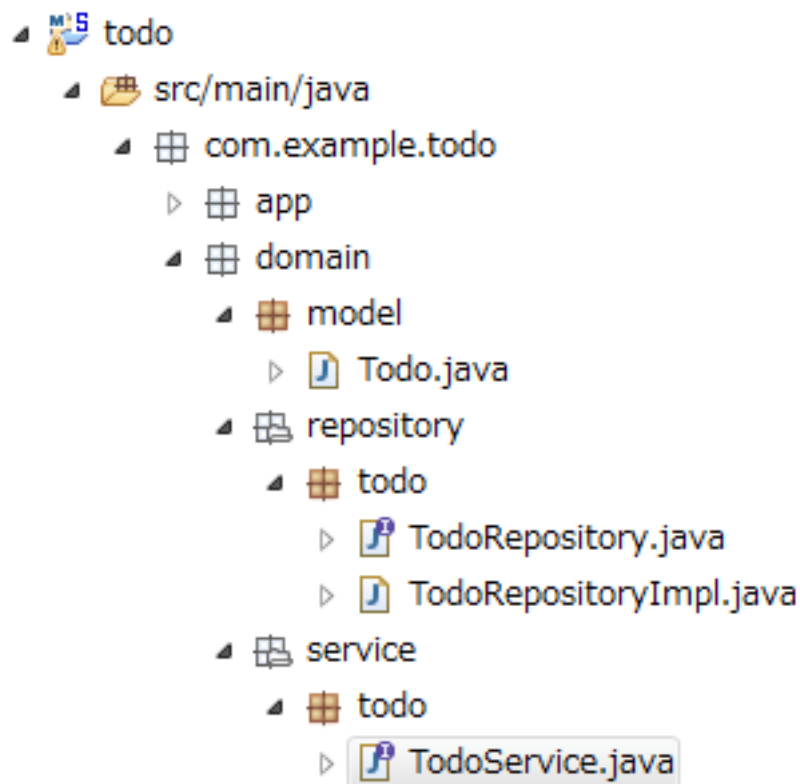 todo
src/main/java
com.example.todo
app
domain
model
Todo.java
repository
todo
TodoRepository.java
TodoRepositoryImpl.java
service
todo
TodoService.java